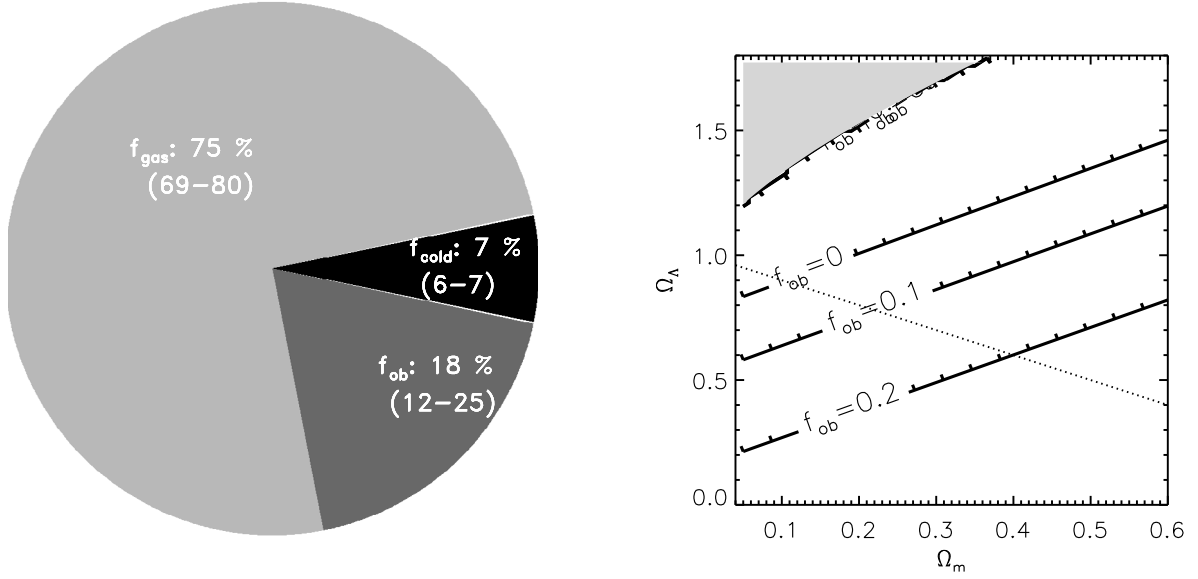 f_gas: 75 %
(69−80)
f_cold: 7 %
(6−7)
f_ob: 18 %
(12−25)
1.5
1.0
0.5
0.0
Ω_Λ
f_ob=0
f_ob=0.1
f_ob=0.2
0.1 0.2 0.3 0.4 0.5 0.6
Ω_m